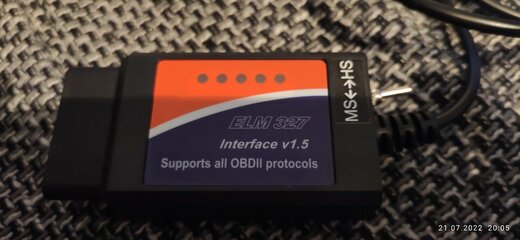 ELM 327
Interface v1.5
Supports all OBDII protocols
MS<->HS
21.07.2022 20:05